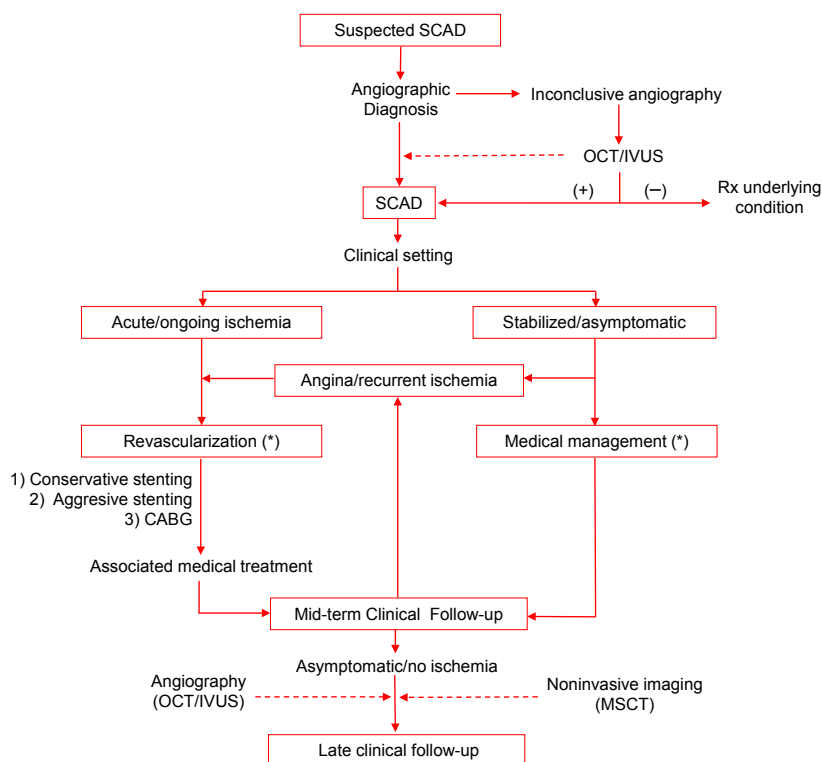 Suspected SCAD
Angiographic
Diagnosis
Inconclusive angiography
OCT/IVUS
(+)
(−)
Rx underlying
condition
SCAD
Clinical setting
Acute/ongoing ischemia
Stabilized/asymptomatic
Angina/recurrent ischemia
Revascularization (*)
Medical management (*)
1) Conservative stenting
2) Aggresive stenting
3) CABG
Associated medical treatment
Mid-term Clinical Follow-up
Asymptomatic/no ischemia
Angiography
(OCT/IVUS)
Noninvasive imaging
(MSCT)
Late clinical follow-up